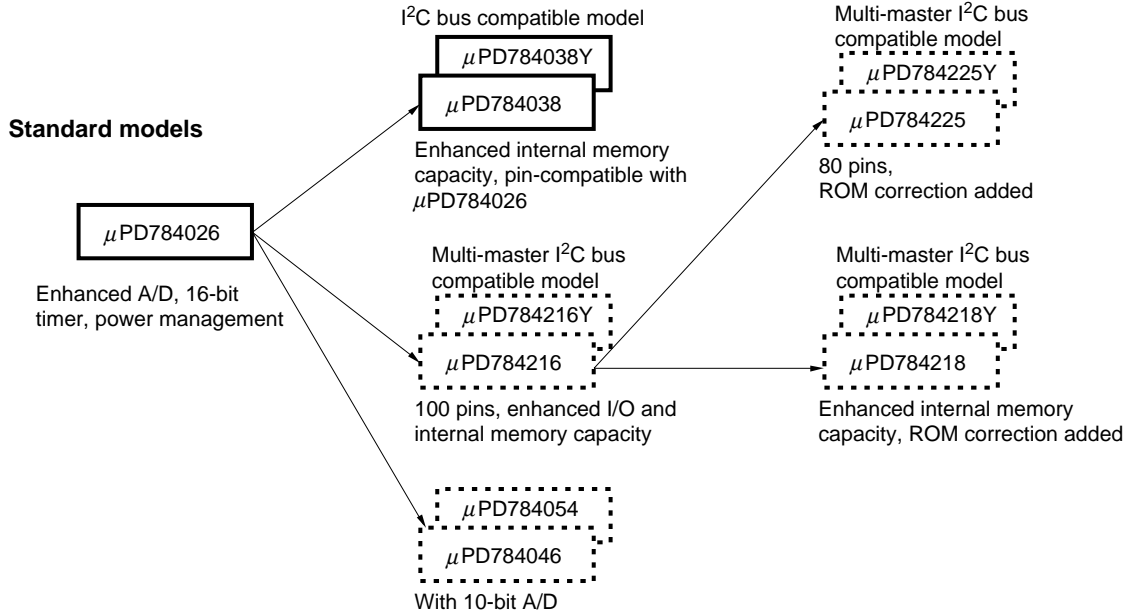 Standard models
μPD784026
Enhanced A/D, 16-bit
timer, power management
I²C bus compatible model
μPD784038Y
μPD784038
Enhanced internal memory
capacity, pin-compatible with
μPD784026
Multi-master I²C bus
compatible model
μPD784216Y
μPD784216
100 pins, enhanced I/O and
internal memory capacity
μPD784054
μPD784046
With 10-bit A/D
Multi-master I²C bus
compatible model
μPD784225Y
μPD784225
80 pins,
ROM correction added
Multi-master I²C bus
compatible model
μPD784218Y
μPD784218
Enhanced internal memory
capacity, ROM correction added